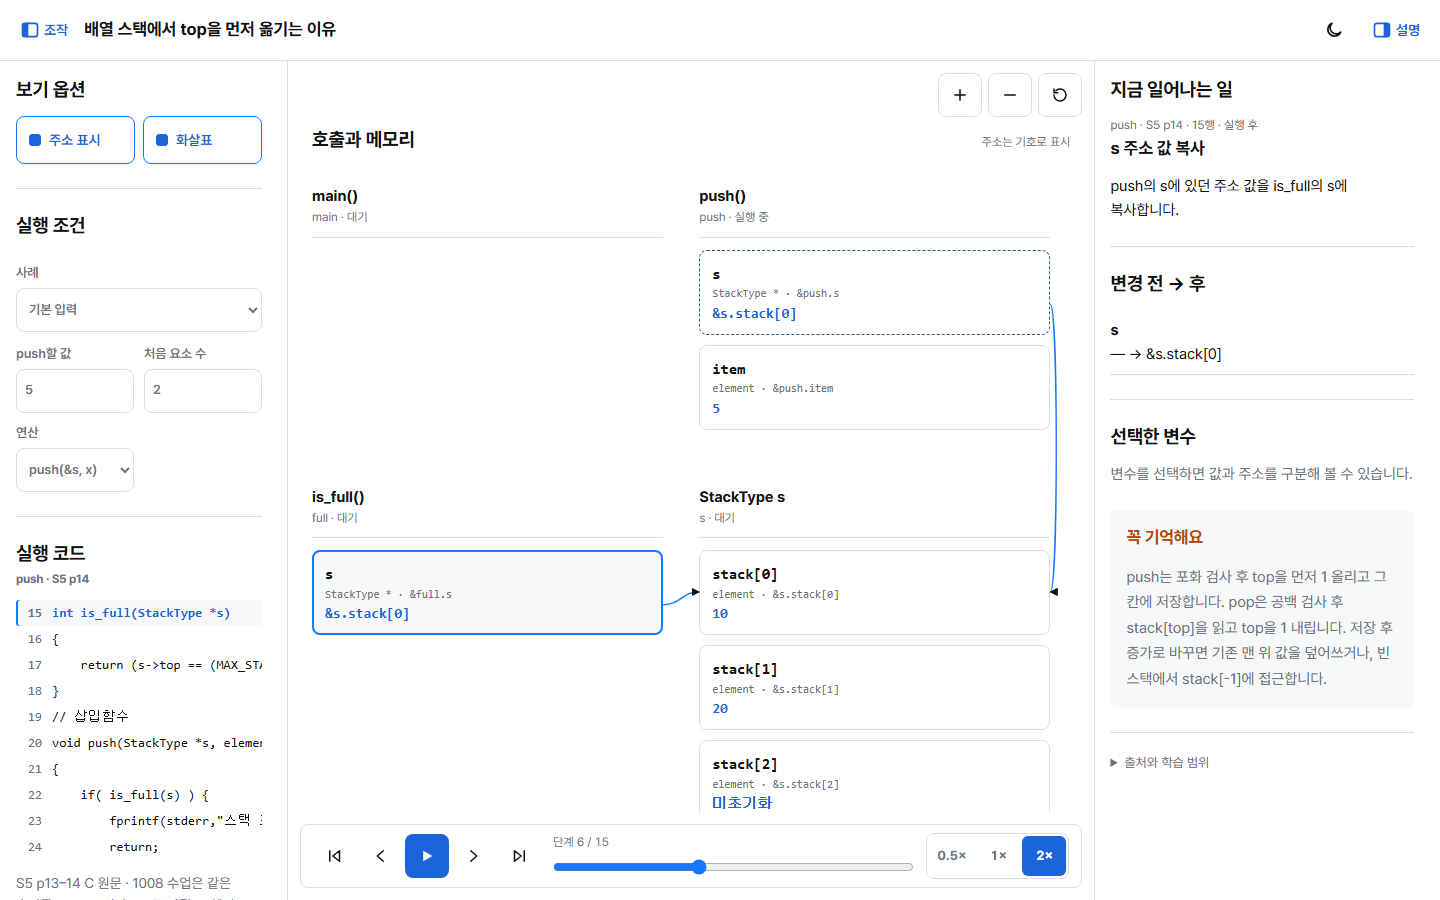 조작
배열 스택에서 top을 먼저 옮기는 이유
설명
보기 옵션
주소 표시
화살표
실행 조건
사례
기본 입력
push할 값
처음 요소 수
5
2
연산
push(&s, x)
실행 코드
push · S5 p14
15 int is_full(StackType *s)
16 {
17 return (s->top == (MAX_STA
18 }
19 // 삽입함수
20 void push(StackType *s, elemen
21 {
22 if( is_full(s) ) {
23 fprintf(stderr,"스택
24 return;
S5 p13–14 C 원문 · 1008 수업은 같은
호출과 메모리
주소는 기호로 표시
main()
main · 대기
push()
push · 실행 중
s
StackType * · &push.s
&s.stack[0]
item
element · &push.item
5
is_full()
full · 대기
s
StackType * · &full.s
&s.stack[0]
StackType s
s · 대기
stack[0]
element · &s.stack[0]
10
stack[1]
element · &s.stack[1]
20
stack[2]
element · &s.stack[2]
미초기화
단계 6 / 15
0.5×
1×
2×
지금 일어나는 일
push · S5 p14 · 15행 · 실행 후
s 주소 값 복사
push의 s에 있던 주소 값을 is_full의 s에
복사합니다.
변경 전 → 후
s
— → &s.stack[0]
선택한 변수
변수를 선택하면 값과 주소를 구분해 볼 수 있습니다.
꼭 기억해요
push는 포화 검사 후 top을 먼저 1 올리고 그
칸에 저장합니다. pop은 공백 검사 후
stack[top]을 읽고 top을 1 내립니다. 저장 후
증가로 바꾸면 기존 맨 위 값을 덮어쓰거나, 빈
스택에서 stack[-1]에 접근합니다.
출처와 학습 범위